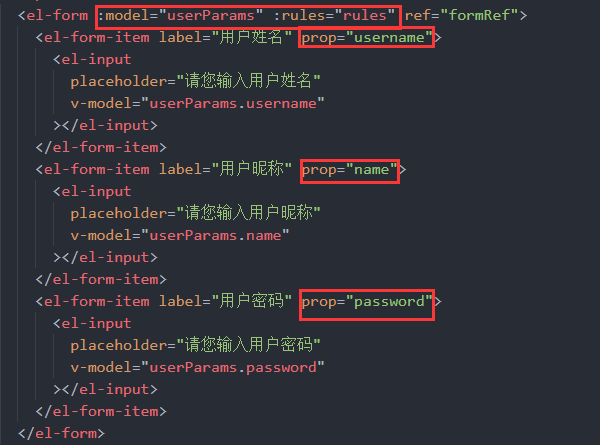 <el-form :model="userParams" :rules="rules" ref="formRef">
<el-form-item label="用户姓名" prop="username">
<el-input
placeholder="请您输入用户姓名"
v-model="userParams.username"
></el-input>
</el-form-item>
<el-form-item label="用户昵称" prop="name">
<el-input
placeholder="请您输入用户昵称"
v-model="userParams.name"
></el-input>
</el-form-item>
<el-form-item label="用户密码" prop="password">
<el-input
placeholder="请您输入用户密码"
v-model="userParams.password"
></el-input>
</el-form-item>
</el-form>